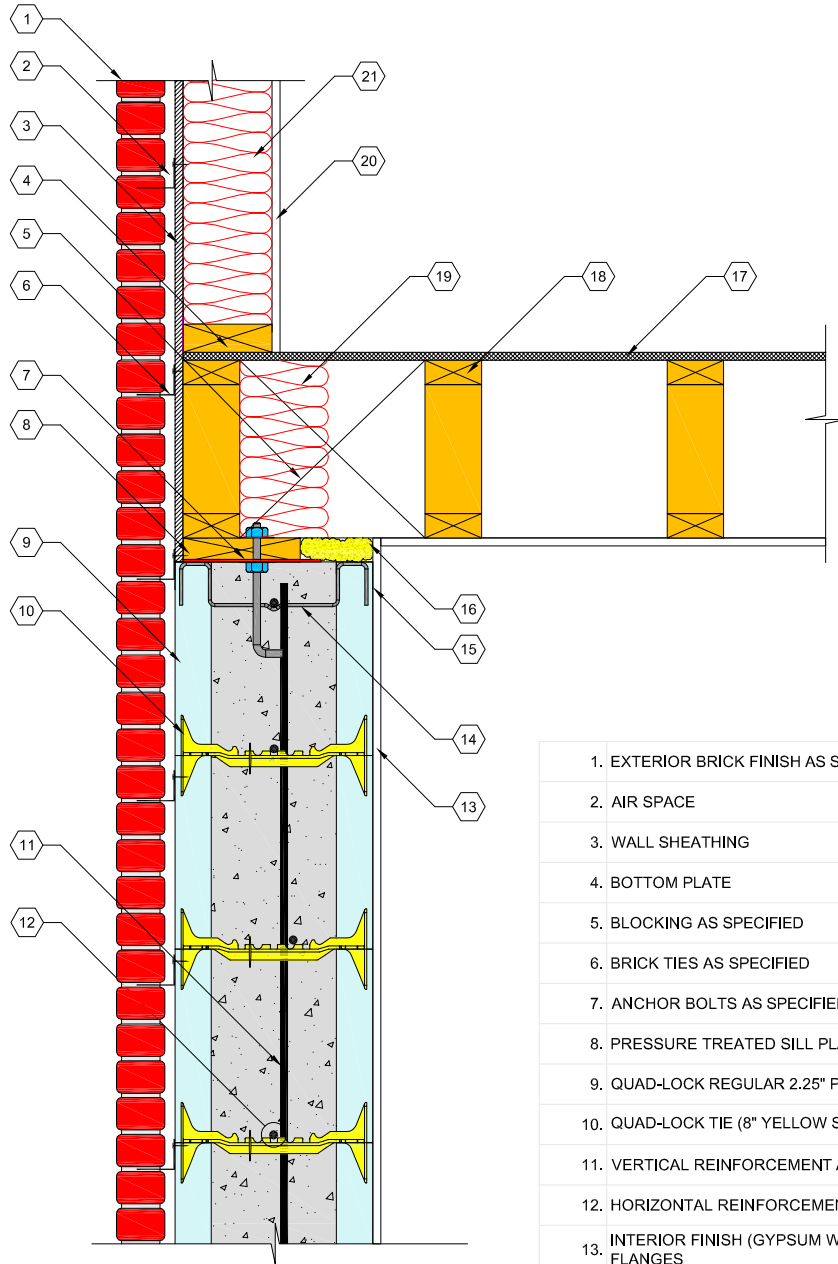 1
2
3
4
5
6
7
8
9
10
11
12
21
20
19
18
17
16
15
14
13
1. EXTERIOR BRICK FINISH AS S
2. AIR SPACE
3. WALL SHEATHING
4. BOTTOM PLATE
5. BLOCKING AS SPECIFIED
6. BRICK TIES AS SPECIFIED
7. ANCHOR BOLTS AS SPECIFIE
8. PRESSURE TREATED SILL PL
9. QUAD-LOCK REGULAR 2.25" P
10. QUAD-LOCK TIE (8" YELLOW S
11. VERTICAL REINFORCEMENT
12. HORIZONTAL REINFORCEMEN
13. INTERIOR FINISH (GYPSUM W
FLANGES